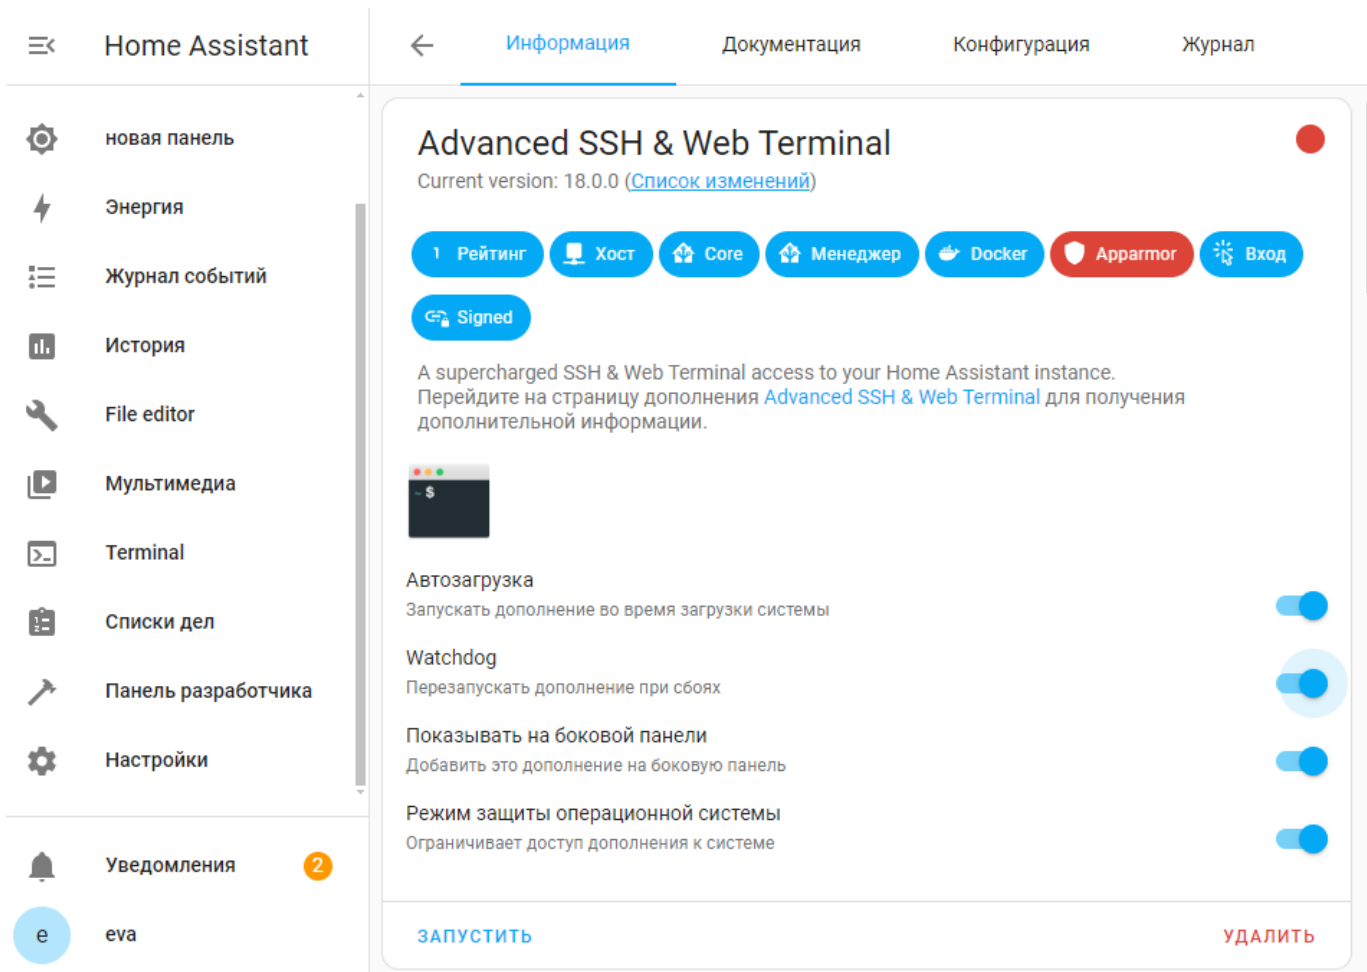 Home Assistant
Информация
Документация
Конфигурация
Журнал
новая панель
Энергия
Журнал событий
История
File editor
Мультимедиа
Terminal
Списки дел
Панель разработчика
Настройки
Уведомления
2
e
eva
Advanced SSH & Web Terminal
Current version: 18.0.0 (Список изменений)
1 Рейтинг
Хост
Core
Менеджер
Docker
Apparmor
Вход
Signed
A supercharged SSH & Web Terminal access to your Home Assistant instance.
Перейдите на страницу дополнения Advanced SSH & Web Terminal для получения
дополнительной информации.
~ $
Автозагрузка
Запускать дополнение во время загрузки системы
Watchdog
Перезапускать дополнение при сбоях
Показывать на боковой панели
Добавить это дополнение на боковую панель
Режим защиты операционной системы
Ограничивает доступ дополнения к системе
ЗАПУСТИТЬ
УДАЛИТЬ